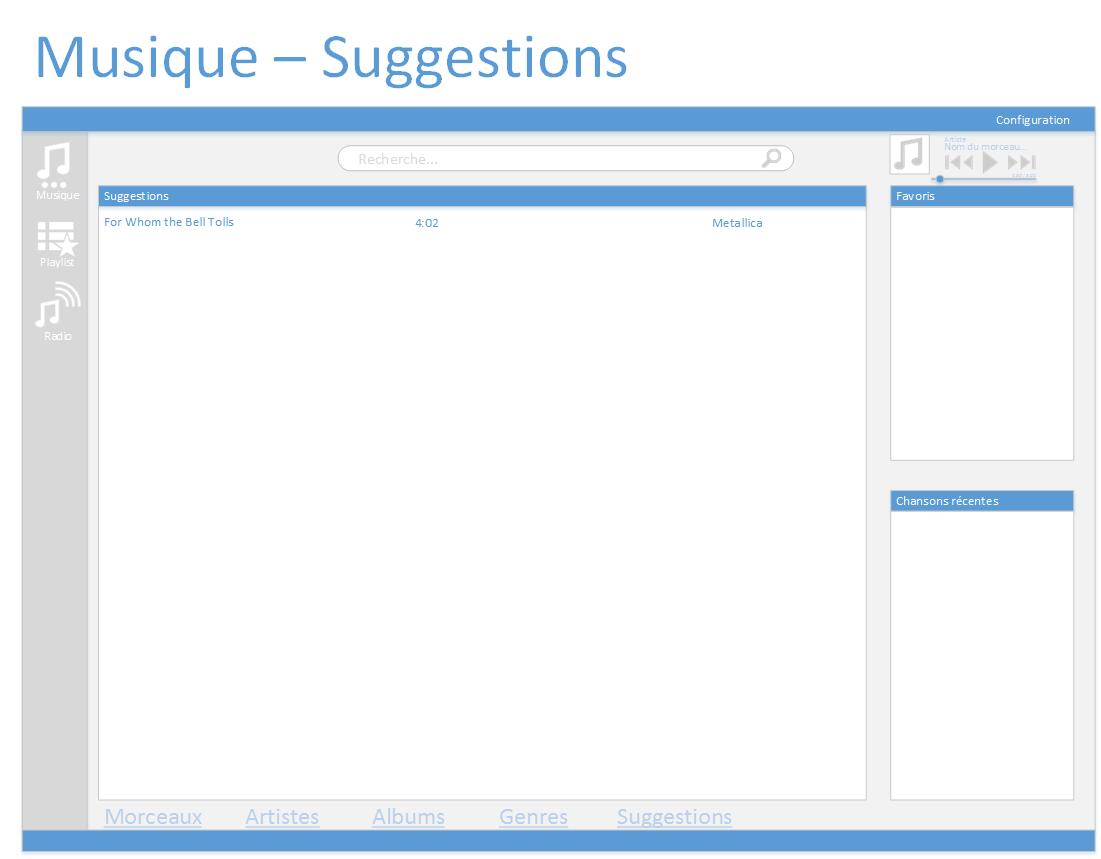 Musique – Suggestions
Configuration
Musique
Playlist
Radio
Recherche...
Artiste
Nom du morceau...
Suggestions
For Whom the Bell Tolls 4:02 Metallica
Favoris
Chansons récentes
Morceaux Artistes Albums Genres Suggestions